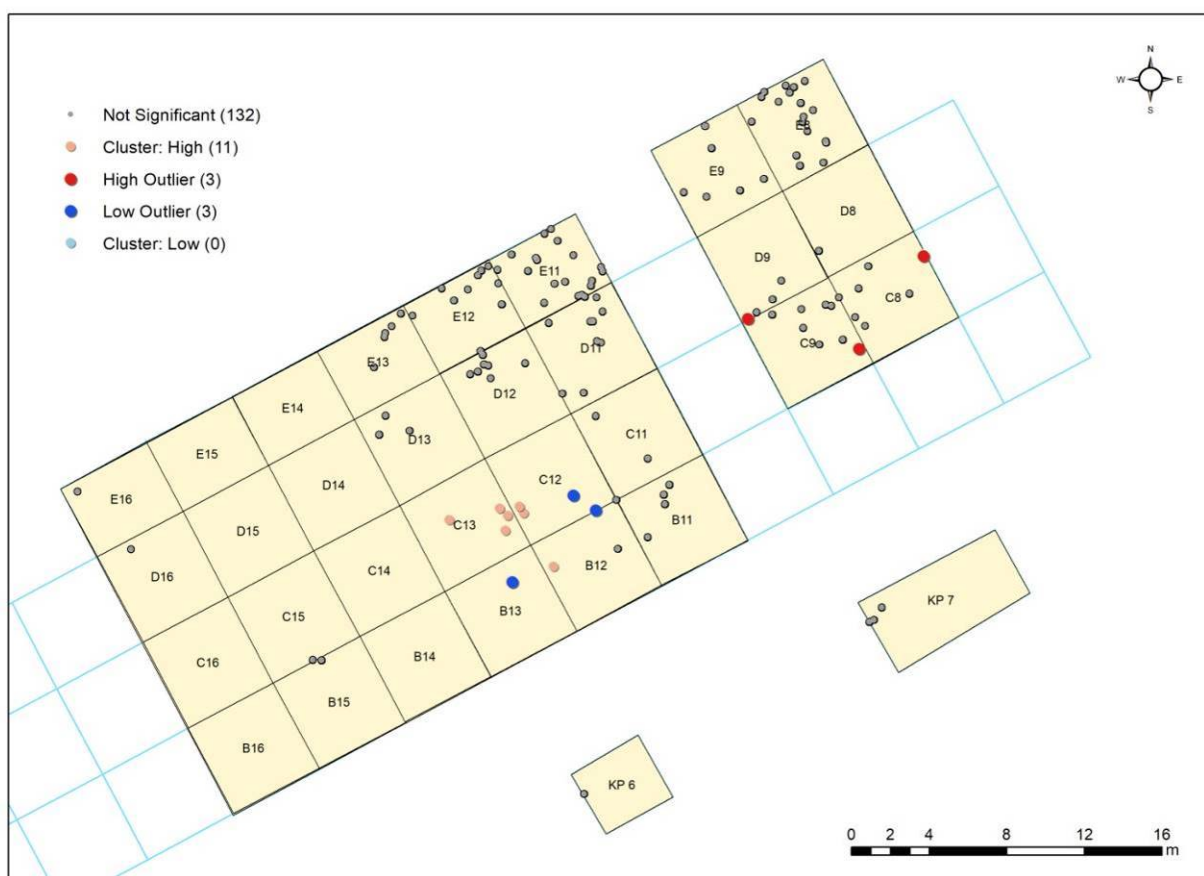 N
W E
S
Not Significant (132)
Cluster: High (11)
High Outlier (3)
Low Outlier (3)
Cluster: Low (0)
E8
E9
D8
D9
C8
C9
E11
E12
D11
E13
D12
E14
D13
C11
E15
D14
C12
E16
D15
C13
B11
D16
C14
B12
C15
B13
C16
B14
B15
B16
KP 7
KP 6
0 2 4 8 12 16
m